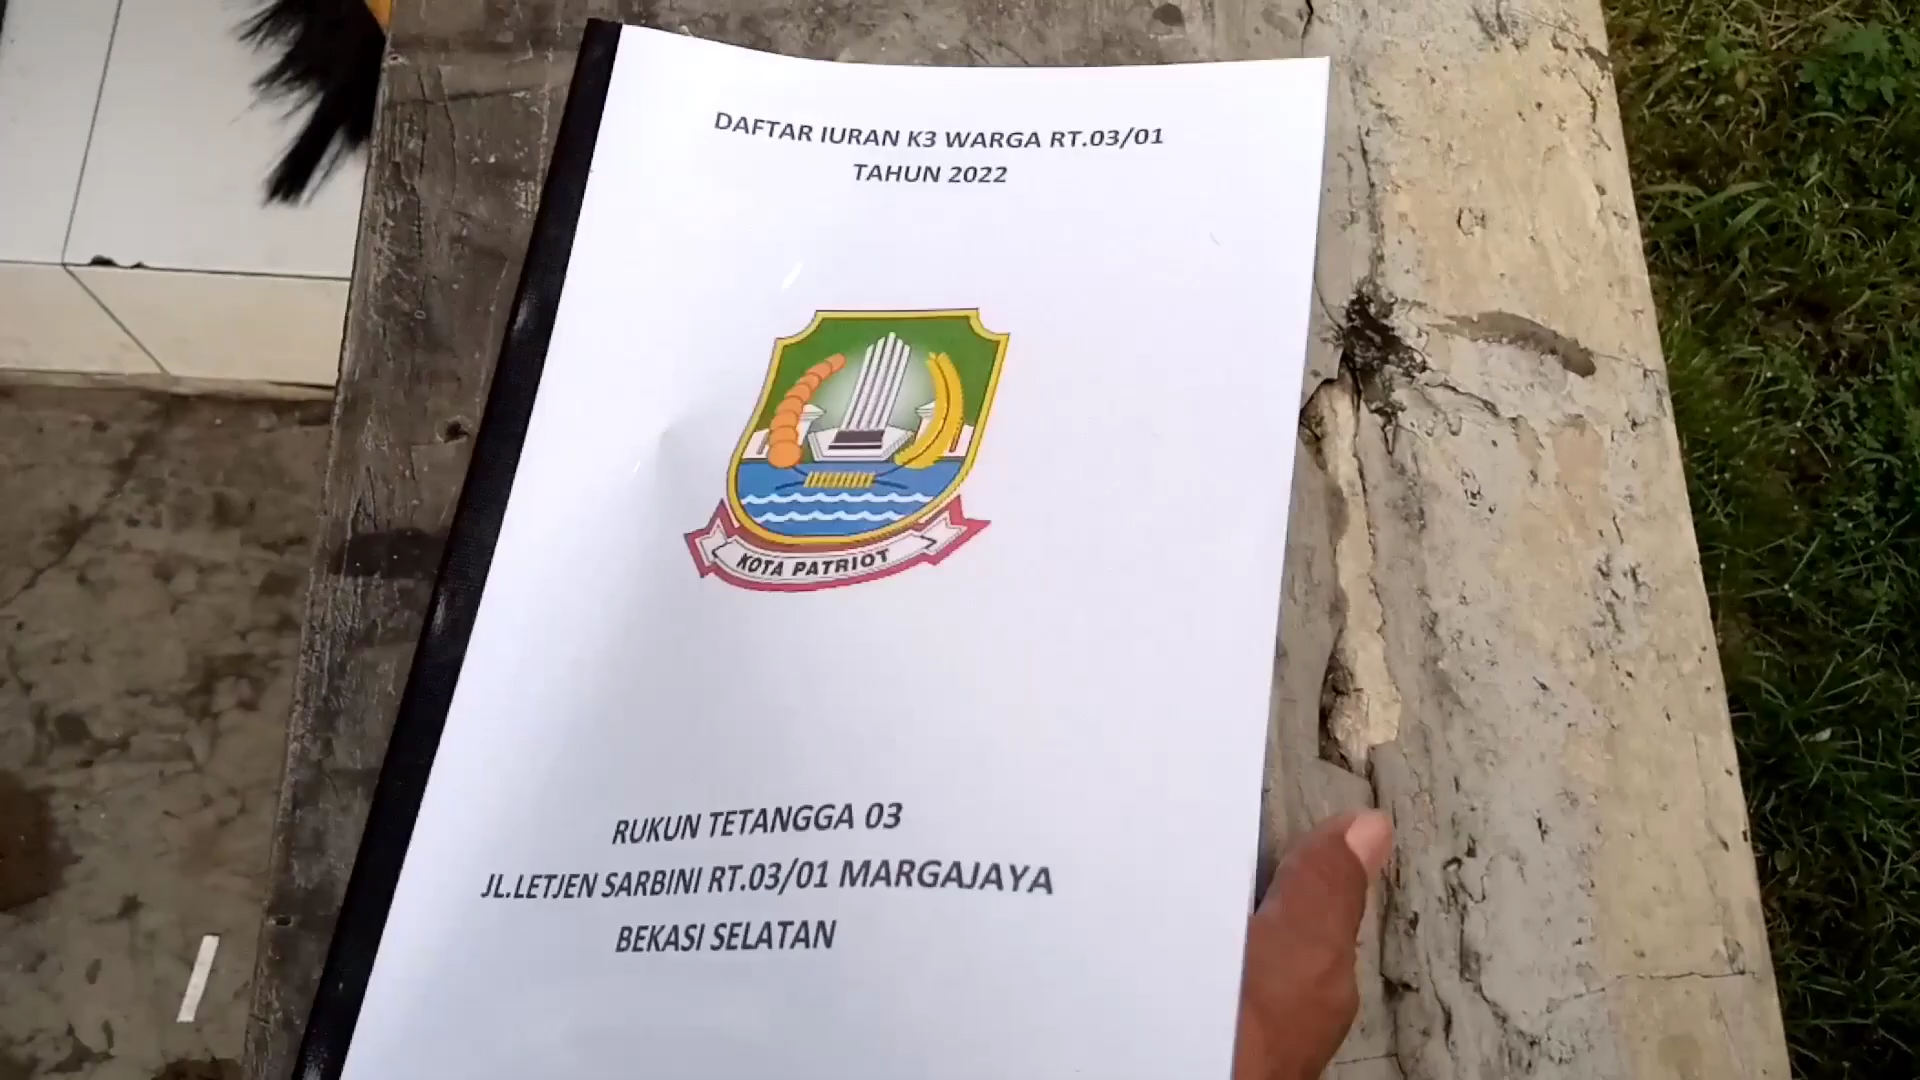 DAFTAR IURAN K3 WARGA RT.03/01
TAHUN 2022
KOTA PATRIOT
RUKUN TETANGGA 03
JL.LETJEN SARBINI RT.03/01 MARGAJAYA
BEKASI SELATAN